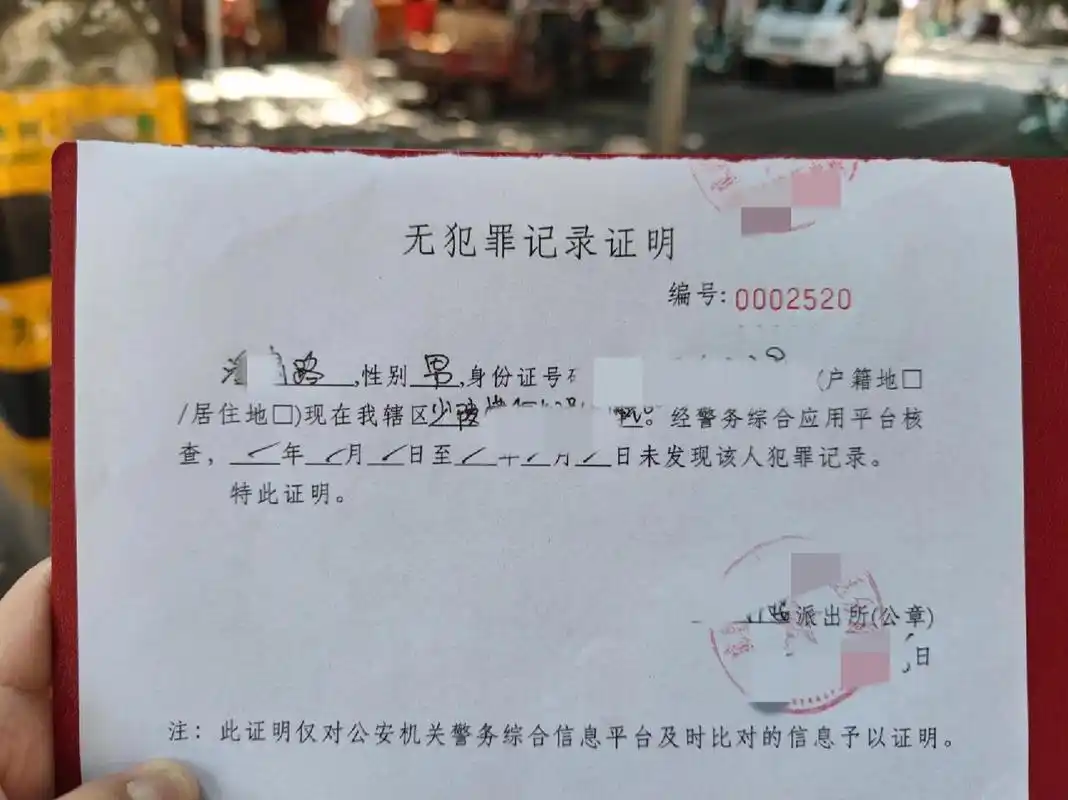 无犯罪记录证明
编号:0002520
路,性别男,身份证号 (户籍地□
/居住地□)现在我辖区 。经警务综合应用平台核
查, 年 月 日至 月 日未发现该人犯罪记录。
特此证明。
派出所(公章)
日
注: 此证明仅对公安机关警务综合信息平台及时比对的信息予以证明。